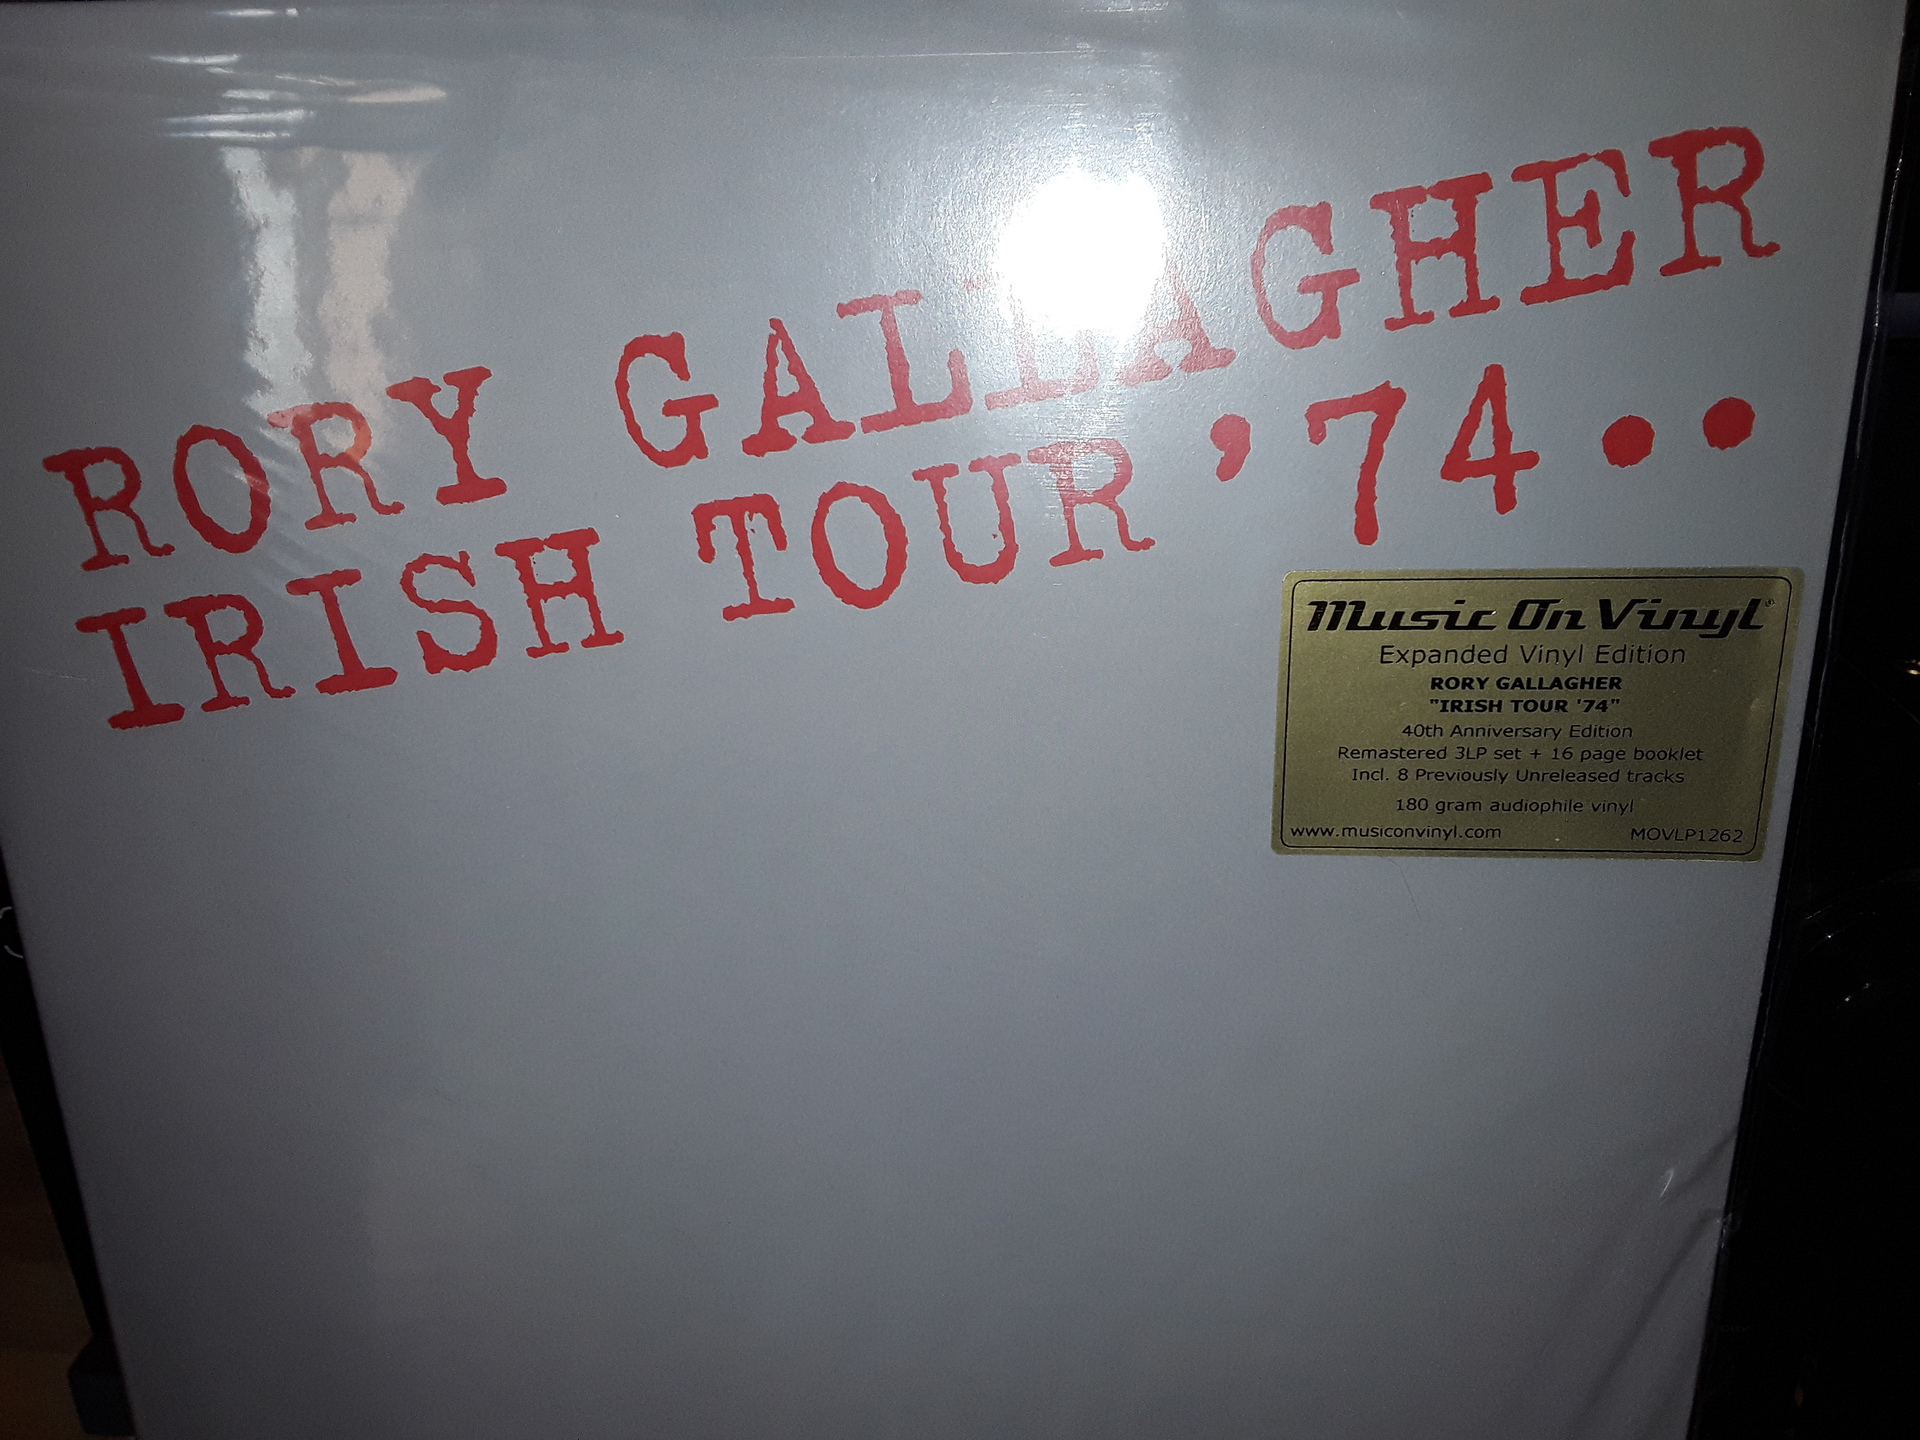 RORY GALLAGHER
IRISH TOUR '74••
Music On Vinyl®
Expanded Vinyl Edition
RORY GALLAGHER
"IRISH TOUR '74"
40th Anniversary Edition
Remastered 3LP set + 16 page booklet
Incl. 8 Previously Unreleased tracks
180 gram audiophile vinyl
www.musiconvinyl.com MOVLP1262